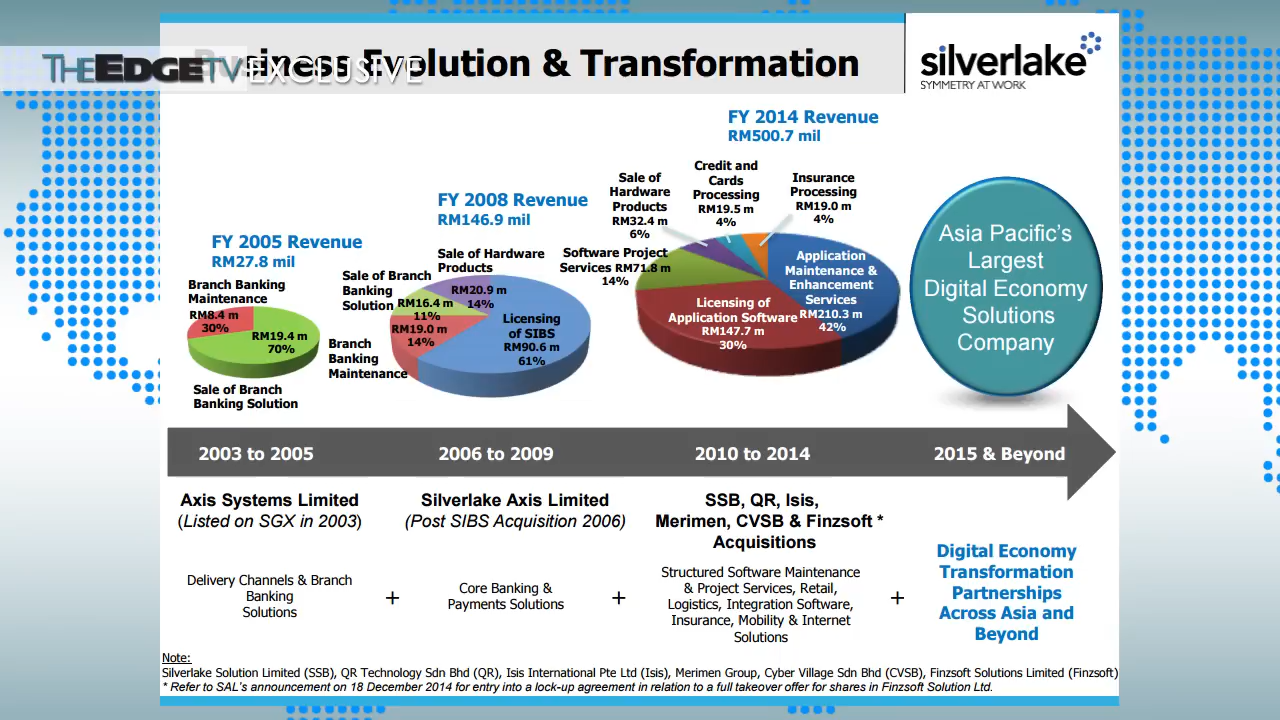 THEEDGETV EXCLUSIVE
Business Evolution & Transformation
silverlake
SYMMETRY AT WORK
FY 2014 Revenue
RM500.7 mil
FY 2008 Revenue
RM146.9 mil
FY 2005 Revenue
RM27.8 mil
Branch Banking
Maintenance
RM8.4 m
30%
RM19.4 m
70%
Sale of Branch
Banking Solution
Sale of Hardware
Products
RM20.9 m
14%
Sale of Branch
Banking
Solution
RM16.4 m
11%
RM19.0 m
14%
Branch
Banking
Maintenance
Licensing
of SIBS
RM90.6 m
61%
Sale of
Hardware
Products
RM32.4 m
6%
Credit and
Cards
Processing
RM19.5 m
4%
Insurance
Processing
RM19.0 m
4%
Software Project
Services RM71.8 m
14%
Application
Maintenance &
Enhancement
Services
RM210.3 m
42%
Licensing of
Application Software
RM147.7 m
30%
Asia Pacific’s
Largest
Digital Economy
Solutions
Company
2003 to 2005
2006 to 2009
2010 to 2014
2015 & Beyond
Axis Systems Limited
(Listed on SGX in 2003)
Silverlake Axis Limited
(Post SIBS Acquisition 2006)
SSB, QR, Isis,
Merimen, CVSB & Finzsoft *
Acquisitions
Delivery Channels & Branch
Banking
Solutions
+
Core Banking &
Payments Solutions
+
Structured Software Maintenance
& Project Services, Retail,
Logistics, Integration Software,
Insurance, Mobility & Internet
Solutions
+
Digital Economy
Transformation
Partnerships
Across Asia and
Beyond
Note:
Silverlake Solution Limited (SSB), QR Technology Sdn Bhd (QR), Isis International Pte Ltd (Isis), Merimen Group, Cyber Village Sdn Bhd (CVSB), Finzsoft Solutions Limited (Finzsoft)
* Refer to SAL’s announcement on 18 December 2014 for entry into a lock-up agreement in relation to a full takeover offer for shares in Finzsoft Solution Ltd.